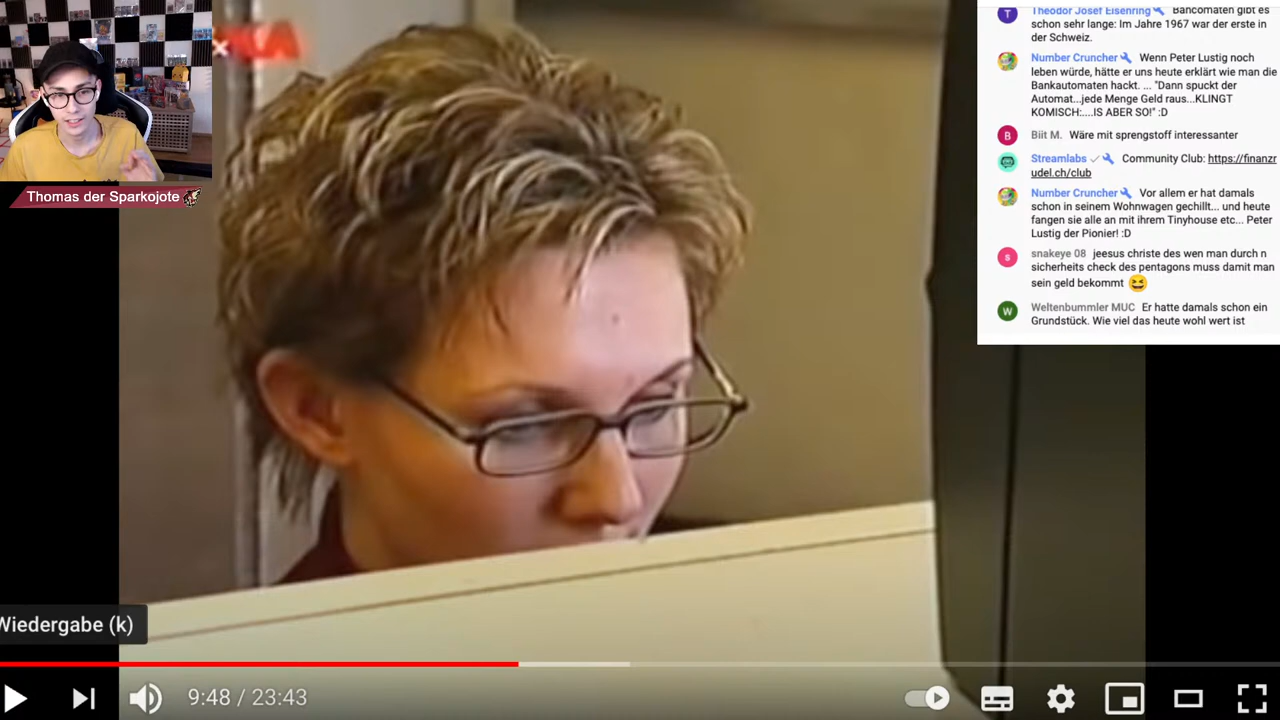 Theodor Josef Eisenring Bancomaten gibt es
schon sehr lange: Im Jahre 1967 war der erste in
der Schweiz.
Number Cruncher Wenn Peter Lustig noch
leben würde, hätte er uns heute erklärt wie man die
Bankautomaten hackt. ... "Dann spuckt der
Automat...jede Menge Geld raus...KLINGT
KOMISCH:....IS ABER SO!" :D
B
Biit M. Wäre mit sprengstoff interessanter
Streamlabs Community Club: https://finanzr
udel.ch/club
Number Cruncher Vor allem er hat damals
schon in seinem Wohnwagen gechillt... und heute
fangen sie alle an mit ihrem Tinyhouse etc... Peter
Lustig der Pionier! :D
s
snakeye 08 jeesus christe des wen man durch n
sicherheits check des pentagons muss damit man
sein geld bekommt 😆
W
Weltenbummler MUC Er hatte damals schon ein
Grundstück. Wie viel das heute wohl wert ist
T
Thomas der Sparkojote
Wiedergabe (k)
9:48 / 23:43